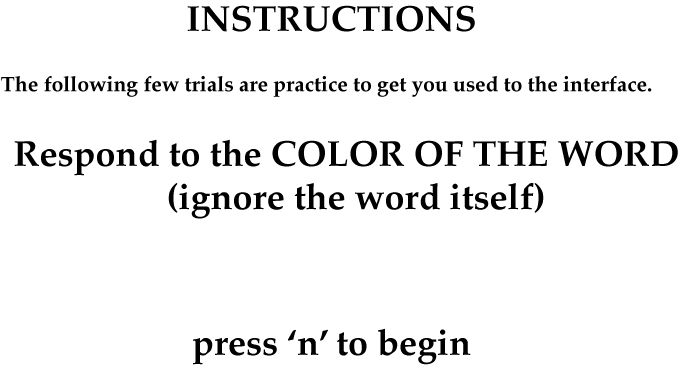 INSTRUCTIONS
The following few trials are practice to get you used to the interface.
Respond to the COLOR OF THE WORD
(ignore the word itself)
press ‘n’ to begin